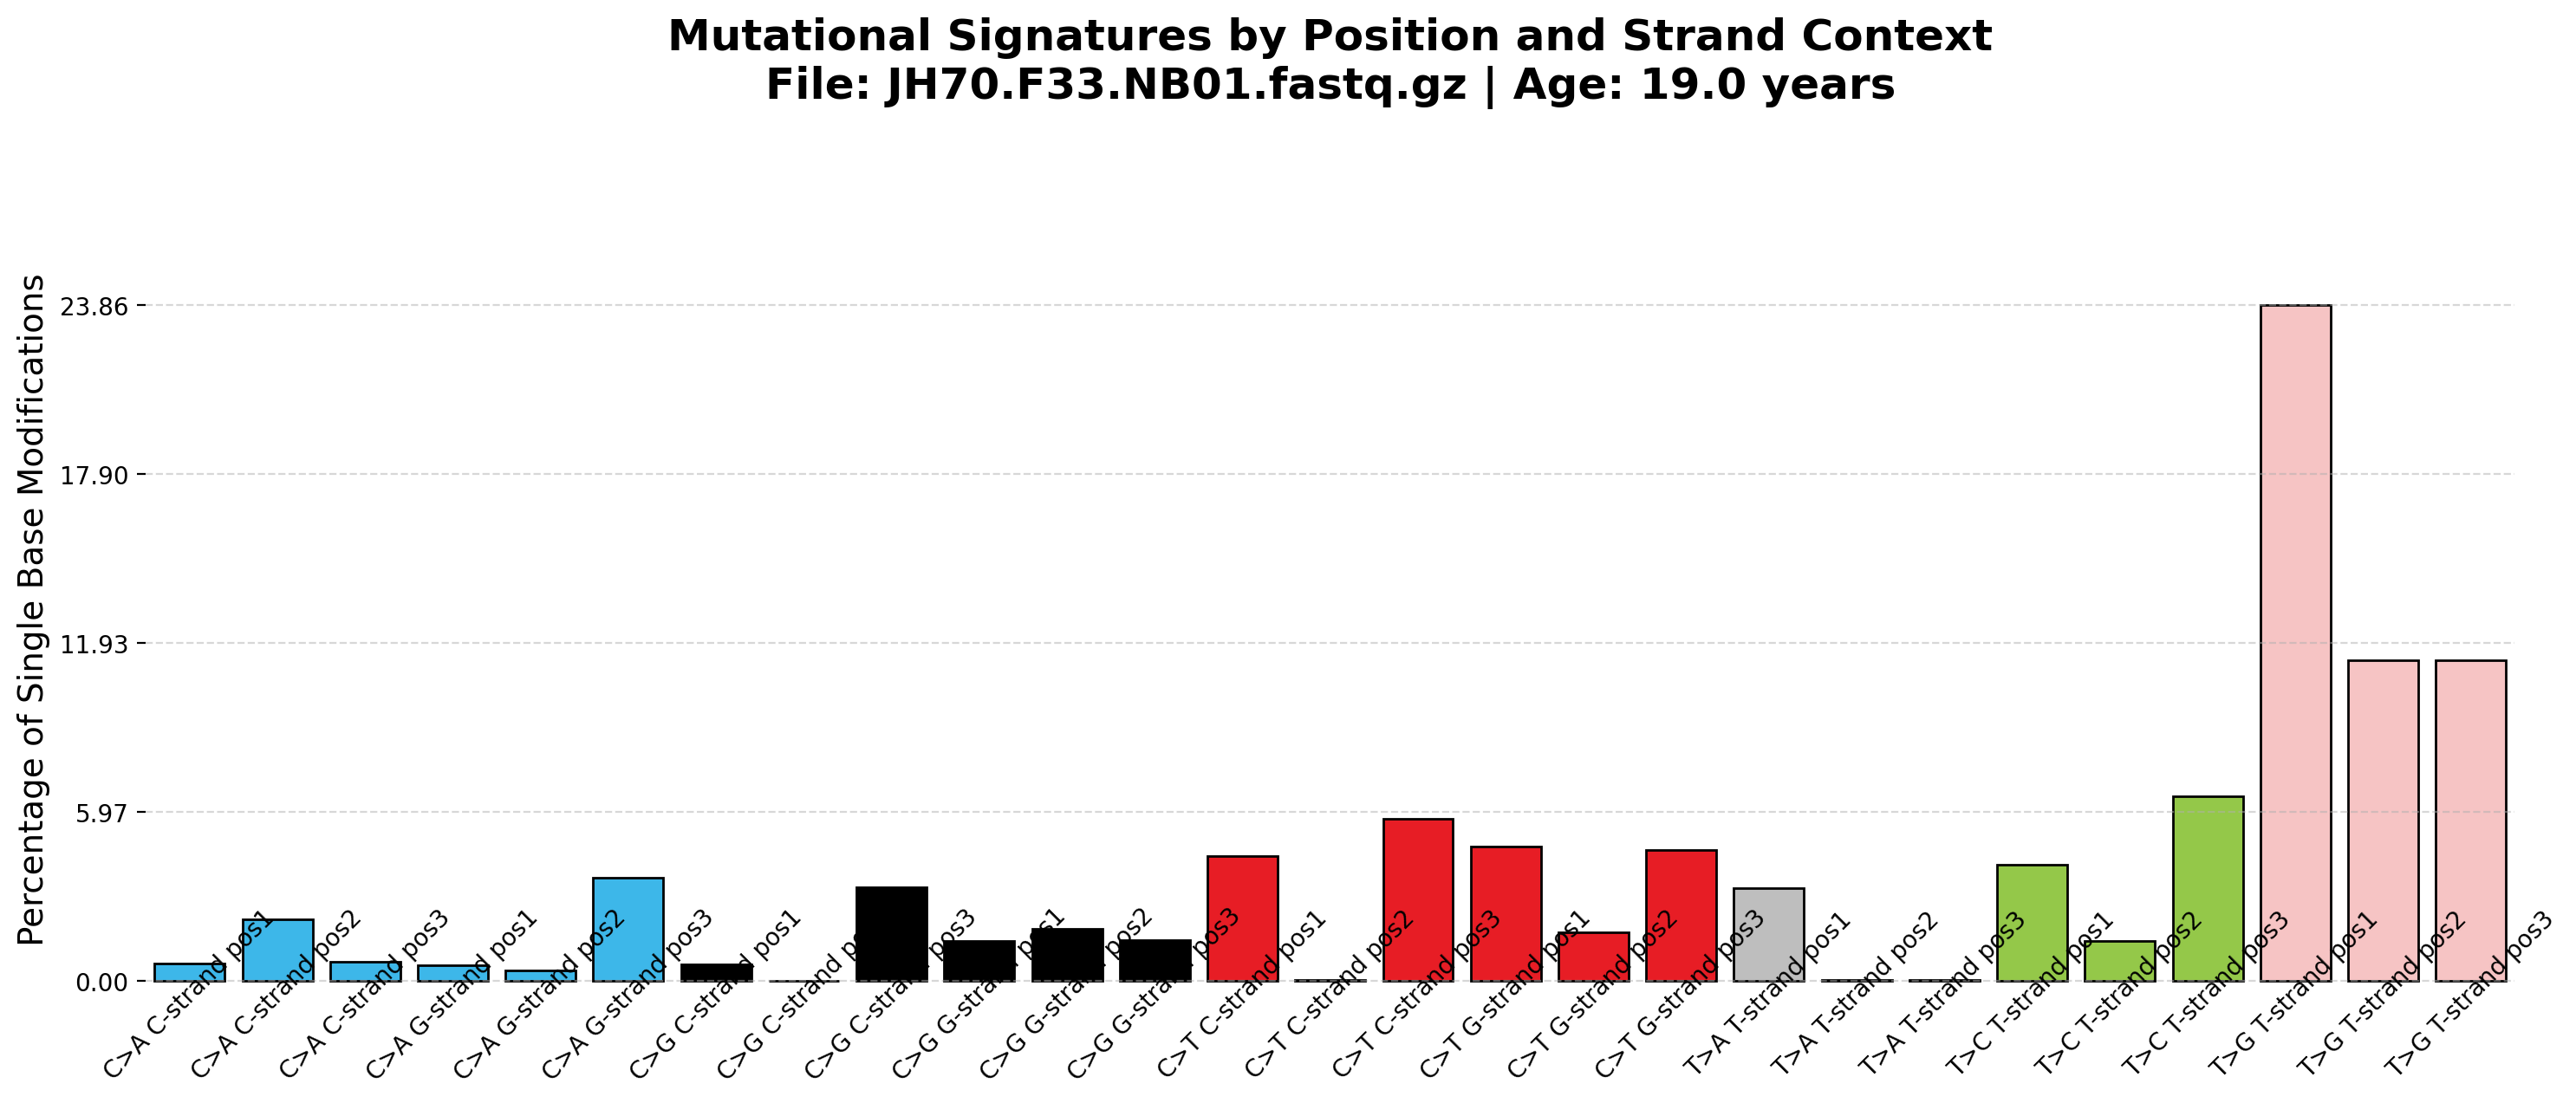 Mutational Signatures by Position and Strand Context
File: JH70.F33.NB01.fastq.gz | Age: 19.0 years
Percentage of Single Base Modifications
23.86
17.90
11.93
5.97
0.00
C>A C-strand pos1
C>A C-strand pos2
C>A C-strand pos3
C>A G-strand pos1
C>A G-strand pos2
C>A G-strand pos3
C>G C-strand pos1
C>G C-strand pos2
C>G C-strand pos3
C>G G-strand pos1
C>G G-strand pos2
C>G G-strand pos3
C>T C-strand pos1
C>T C-strand pos2
C>T C-strand pos3
C>T G-strand pos1
C>T G-strand pos2
C>T G-strand pos3
T>A T-strand pos1
T>A T-strand pos2
T>A T-strand pos3
T>C T-strand pos1
T>C T-strand pos2
T>C T-strand pos3
T>G T-strand pos1
T>G T-strand pos2
T>G T-strand pos3